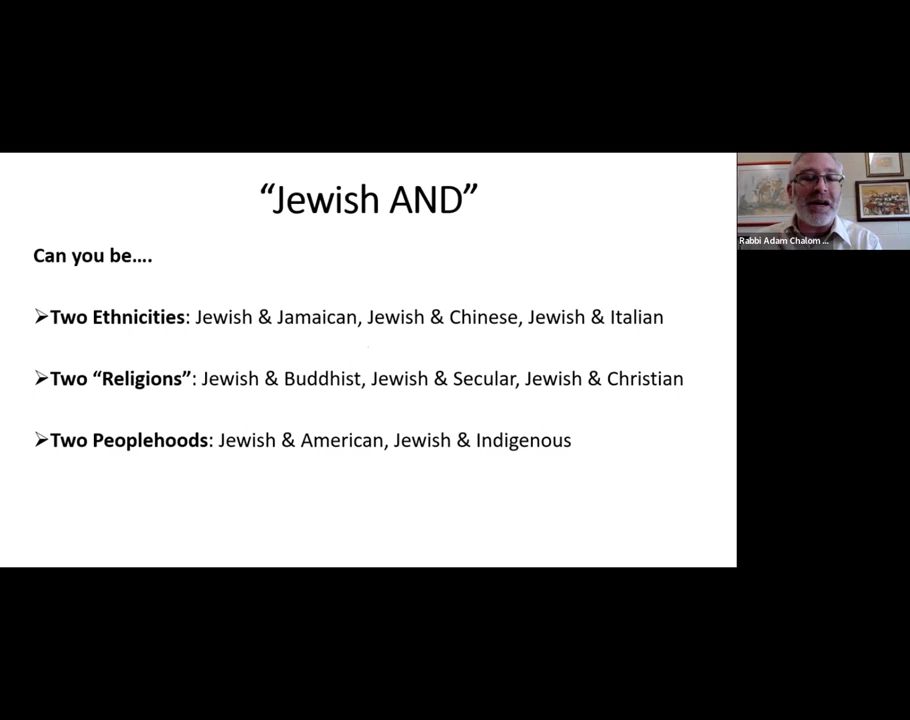 “Jewish AND”
Can you be....
➢Two Ethnicities: Jewish & Jamaican, Jewish & Chinese, Jewish & Italian
➢Two “Religions”: Jewish & Buddhist, Jewish & Secular, Jewish & Christian
➢Two Peoplehoods: Jewish & American, Jewish & Indigenous
Rabbi Adam Chalom ...